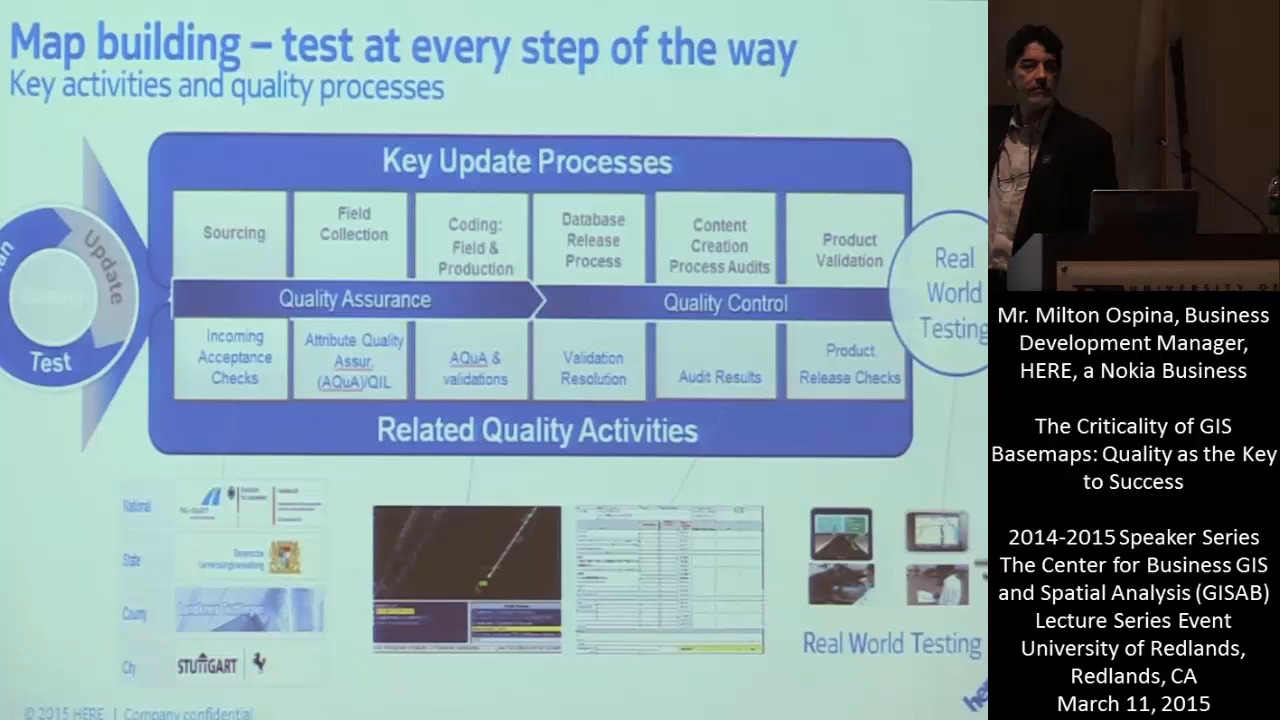 Map building – test at every step of the way
Key activities and quality processes
Key Update Processes
Sourcing
Field
Collection
Coding:
Field &
Production
Database
Release
Process
Content
Creation
Process Audits
Product
Validation
Update
Test
Quality Assurance
Quality Control
Real
World
Testing
Incoming
Acceptance
Checks
Attribute Quality
Assur.
(AQuA)/QIL
AQuA &
validations
Validation
Resolution
Audit Results
Product
Release Checks
Related Quality Activities
National
State
County
City
STUTTGART
Real World Testing
here
© 2015 HERE | Company confidential
UNIVERSITY OF
Mr. Milton Ospina, Business
Development Manager,
HERE, a Nokia Business
The Criticality of GIS
Basemaps: Quality as the Key
to Success
2014-2015 Speaker Series
The Center for Business GIS
and Spatial Analysis (GISAB)
Lecture Series Event
University of Redlands,
Redlands, CA
March 11, 2015